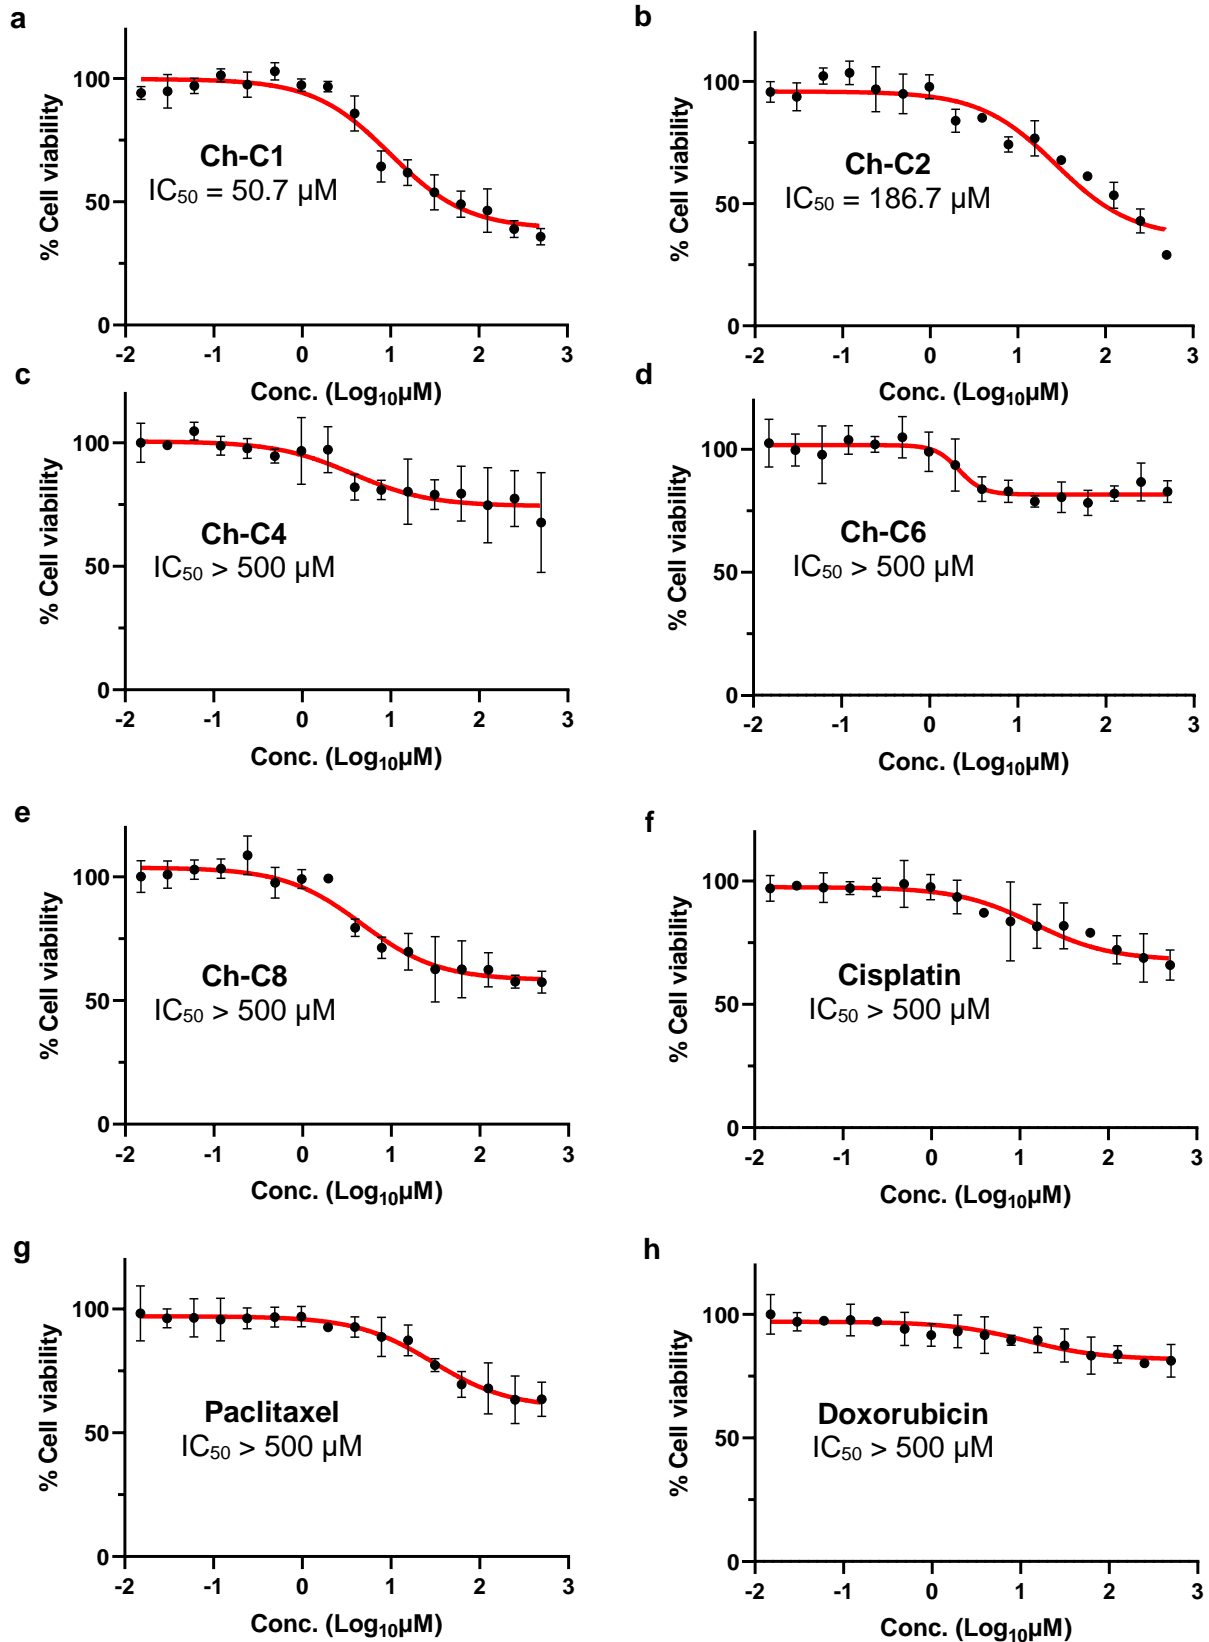 a
100
50
0
% Cell viability
Ch-C1
IC₅₀ = 50.7 µM
-2 -1 0 1 2 3
Conc. (Log₁₀µM)
b
100
50
0
% Cell viability
Ch-C2
IC₅₀ = 186.7 µM
-2 -1 0 1 2 3
Conc. (Log₁₀µM)
c
100
50
0
% Cell viability
Ch-C4
IC₅₀ > 500 µM
-2 -1 0 1 2 3
Conc. (Log₁₀µM)
d
100
50
0
% Cell viability
Ch-C6
IC₅₀ > 500 µM
-2 -1 0 1 2 3
Conc. (Log₁₀µM)
e
100
50
0
% Cell viability
Ch-C8
IC₅₀ > 500 µM
-2 -1 0 1 2 3
Conc. (Log₁₀µM)
f
100
50
0
% Cell viability
Cisplatin
IC₅₀ > 500 µM
-2 -1 0 1 2 3
Conc. (Log₁₀µM)
g
100
50
0
% Cell viability
Paclitaxel
IC₅₀ > 500 µM
-2 -1 0 1 2 3
Conc. (Log₁₀µM)
h
100
50
0
% Cell viability
Doxorubicin
IC₅₀ > 500 µM
-2 -1 0 1 2 3
Conc. (Log₁₀µM)